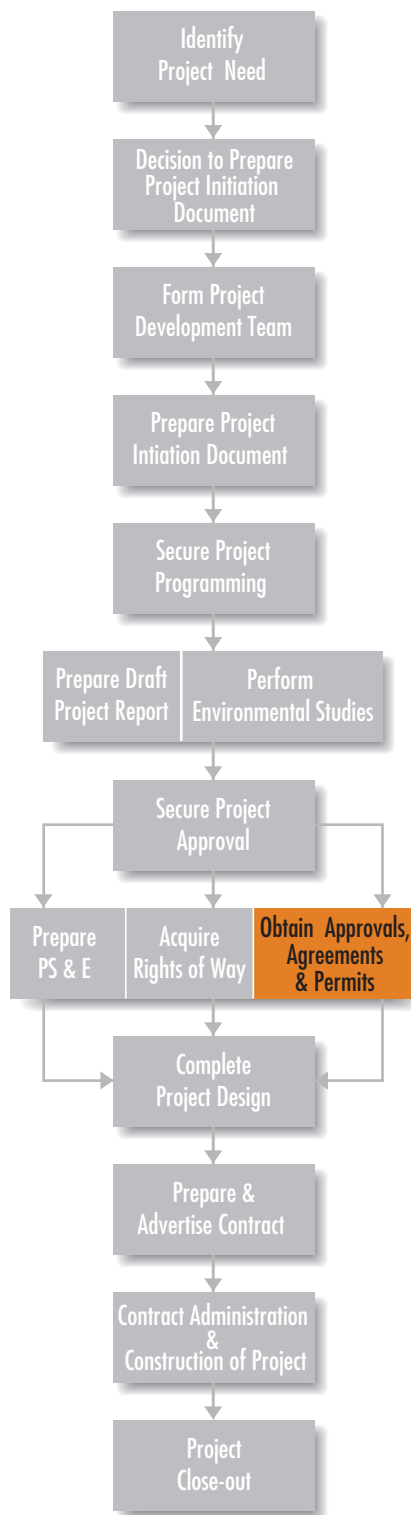 Identify
Project Need
Decision to Prepare
Project Initiation
Document
Form Project
Development Team
Prepare Project
Intiation Document
Secure Project
Programming
Prepare Draft
Project Report
Perform
Environmental Studies
Secure Project
Approval
Prepare
PS & E
Acquire
Rights of Way
Obtain Approvals,
Agreements
& Permits
Complete
Project Design
Prepare &
Advertise Contract
Contract Administration
&
Construction of Project
Project
Close-out